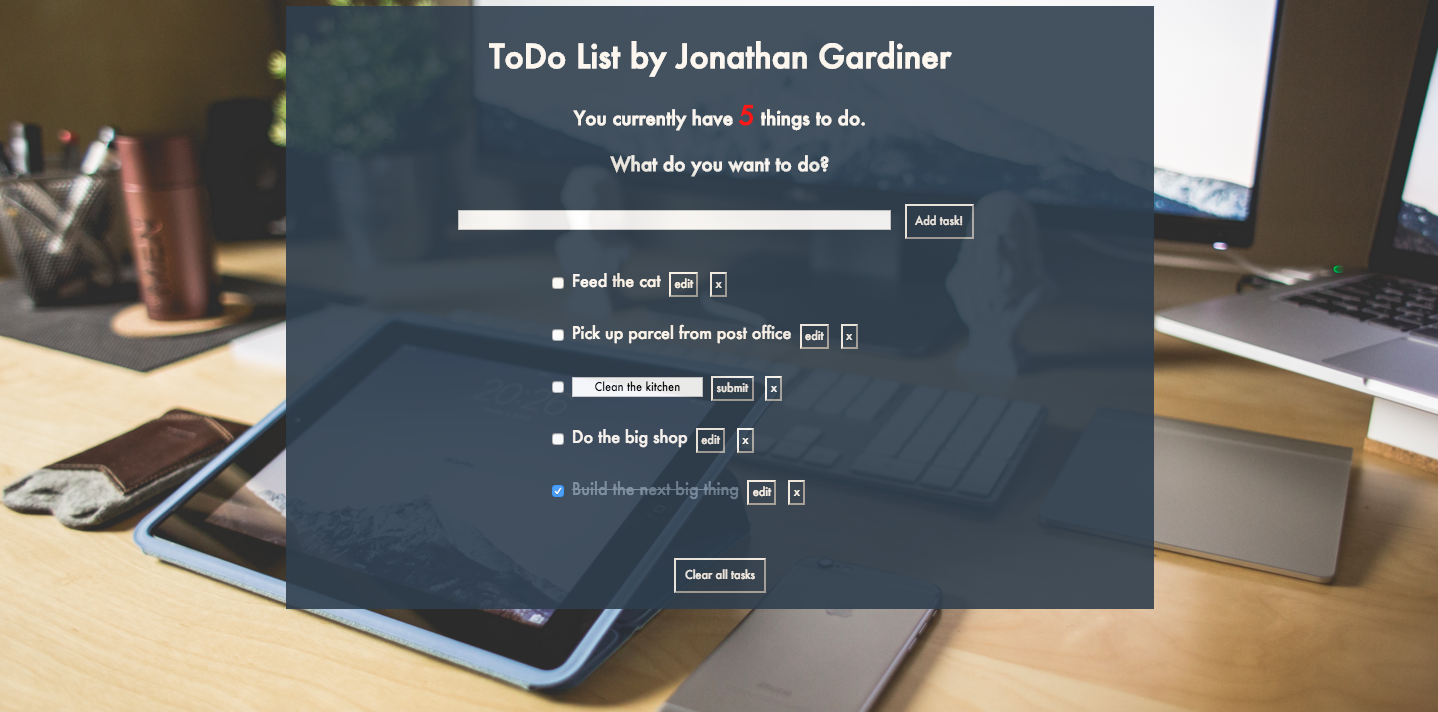 ToDo List by Jonathan Gardiner
You currently have 5 things to do.
What do you want to do?
Add task!
Feed the cat edit x
Pick up parcel from post office edit x
Clean the kitchen submit x
Do the big shop edit x
Build the next big thing edit x
Clear all tasks
20:26